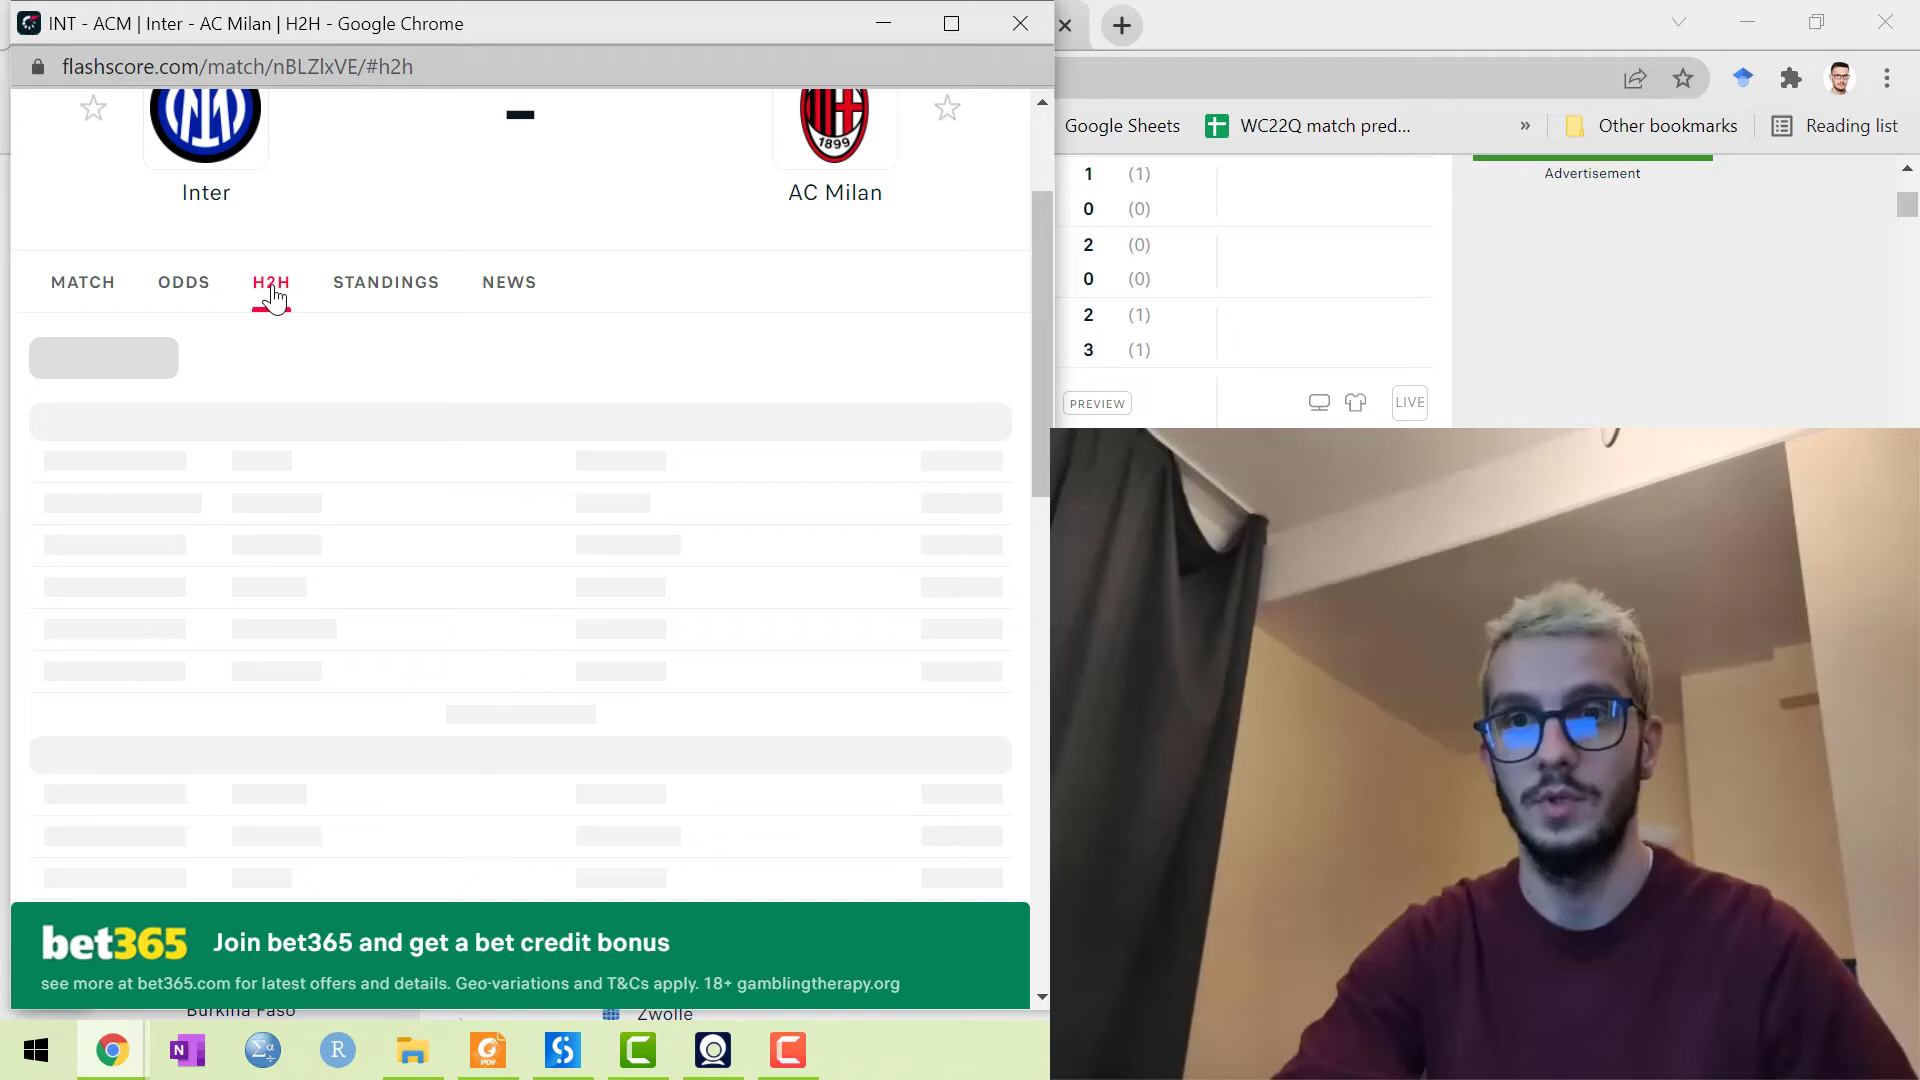 INT - ACM | Inter - AC Milan | H2H - Google Chrome
flashscore.com/match/nBLZlxVE/#h2h
Inter
AC Milan
1899
MATCH
ODDS
H2H
STANDINGS
NEWS
bet365
Join bet365 and get a bet credit bonus
see more at bet365.com for latest offers and details. Geo-variations and T&Cs apply. 18+ gamblingtherapy.org
Burkina Faso
Zwolle
Google Sheets
WC22Q match pred...
»
Other bookmarks
Reading list
Advertisement
1 (1)
0 (0)
2 (0)
0 (0)
2 (1)
3 (1)
PREVIEW
LIVE
N
Σα
R
PDF
S
C
C